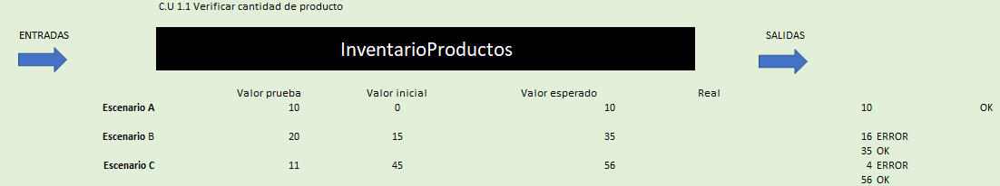 C.U 1.1 Verificar cantidad de producto
ENTRADAS
InventarioProductos
SALIDAS
Valor prueba Valor inicial Valor esperado Real
Escenario A 10 0 10 10 OK
Escenario B 20 15 35 16 ERROR
35 OK
Escenario C 11 45 56 4 ERROR
56 OK